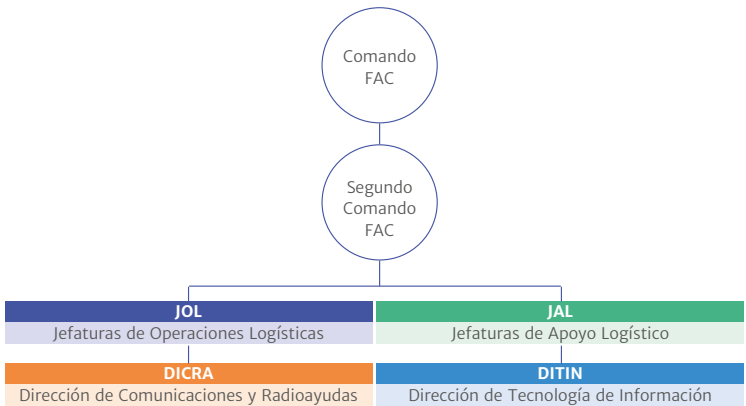 Comando
FAC
Segundo
Comando
FAC
JOL
Jefaturas de Operaciones Logísticas
JAL
Jefaturas de Apoyo Logístico
DICRA
Dirección de Comunicaciones y Radioayudas
DITIN
Dirección de Tecnología de Información